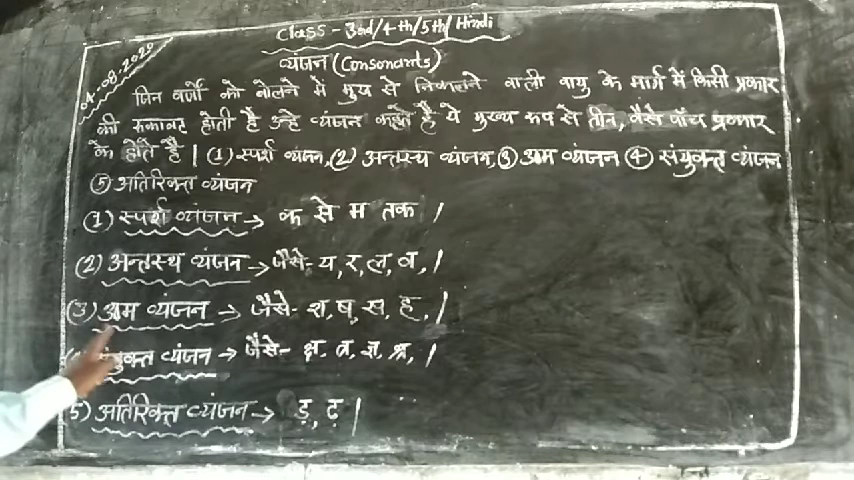 Class - 3rd/4th/5th/Hindi
04.08.2020
व्यंजन (Consonants)
जिन वर्णो को बोलने में मुख से निकलने वाली वायु के मार्ग में किसी प्रकार
की रुकावट होती है उन्हे व्यंजन कहते है ये मुख्य रूप से तीन, वैसे पाँच प्रकार
के होते है | (1) स्पर्श व्यंजन, (2) अन्तस्थ व्यंजन, (3) व्यंजन (4) संयुक्त व्यंजन
(5) अतिरिक्त व्यंजन
(1) स्पर्श व्यंजन → क से म तक |
(2) अन्तस्थ व्यंजन → जैसे- य, र, ल, व, |
(3) व्यंजन → जैसे- श, ष, स, ह, |
संयुक्त व्यंजन → जैसे- क्ष, त्र, ज्ञ, श्र, |
5) अतिरिक्त व्यंजन → ड़, ढ़ |